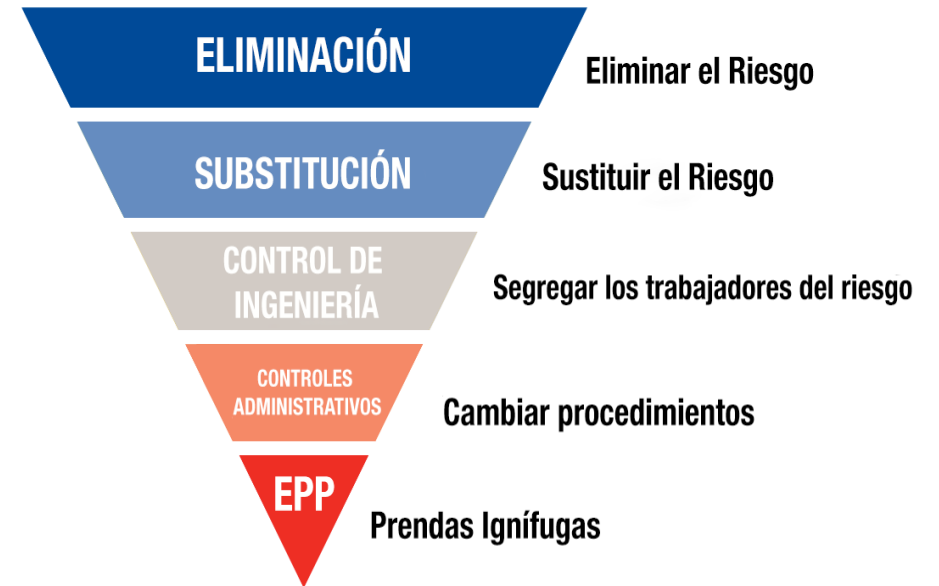 ELIMINACIÓN
Eliminar el Riesgo
SUBSTITUCIÓN
Sustituir el Riesgo
CONTROL DE
INGENIERÍA
Segregar los trabajadores del riesgo
CONTROLES
ADMINISTRATIVOS
Cambiar procedimientos
EPP
Prendas Ignífugas